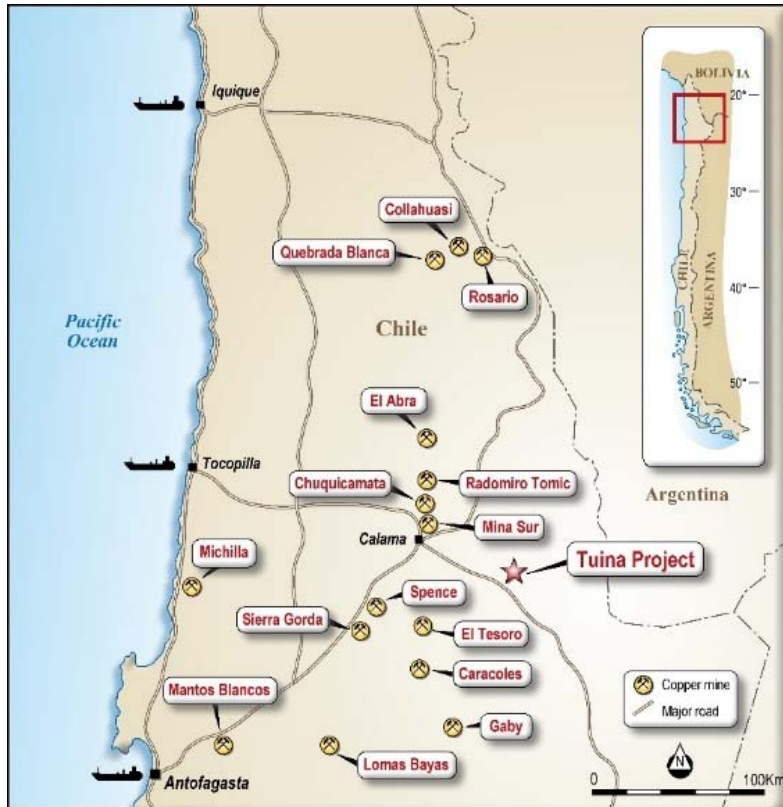 Iquique
BOLIVIA
20°
30°
CHILE
ARGENTINA
40°
50°
Collahuasi
Quebrada Blanca
Rosario
Pacific
Ocean
Chile
El Abra
Tocopilla
Chuquicamata
Radomiro Tomic
Argentina
Mina Sur
Calama
Michilla
Tuina Project
Spence
Sierra Gorda
El Tesoro
Caracoles
Mantos Blancos
Copper mine
Major road
Gaby
Lomas Bayas
N
Antofagasta
0
100Km